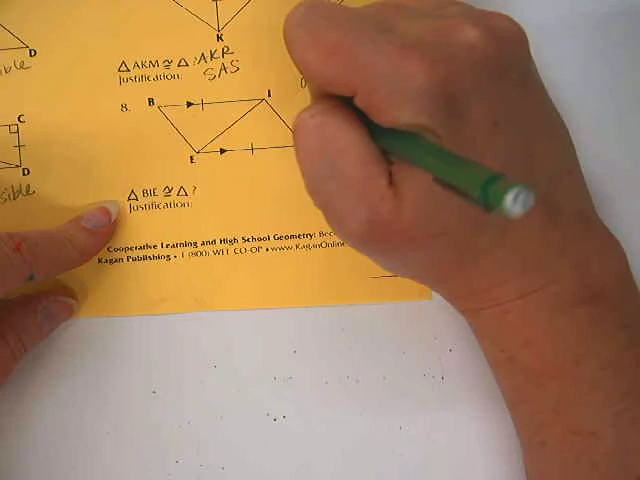 D
sible
K
△AKM ≅ △? AKR
Justification: SAS
8. B I
E
C
D
sible
△BIE ≅ △?
Justification:
Cooperative Learning and High School Geometry:
Kagan Publishing • 1 (800) WEE CO-OP • www.KaganOnline